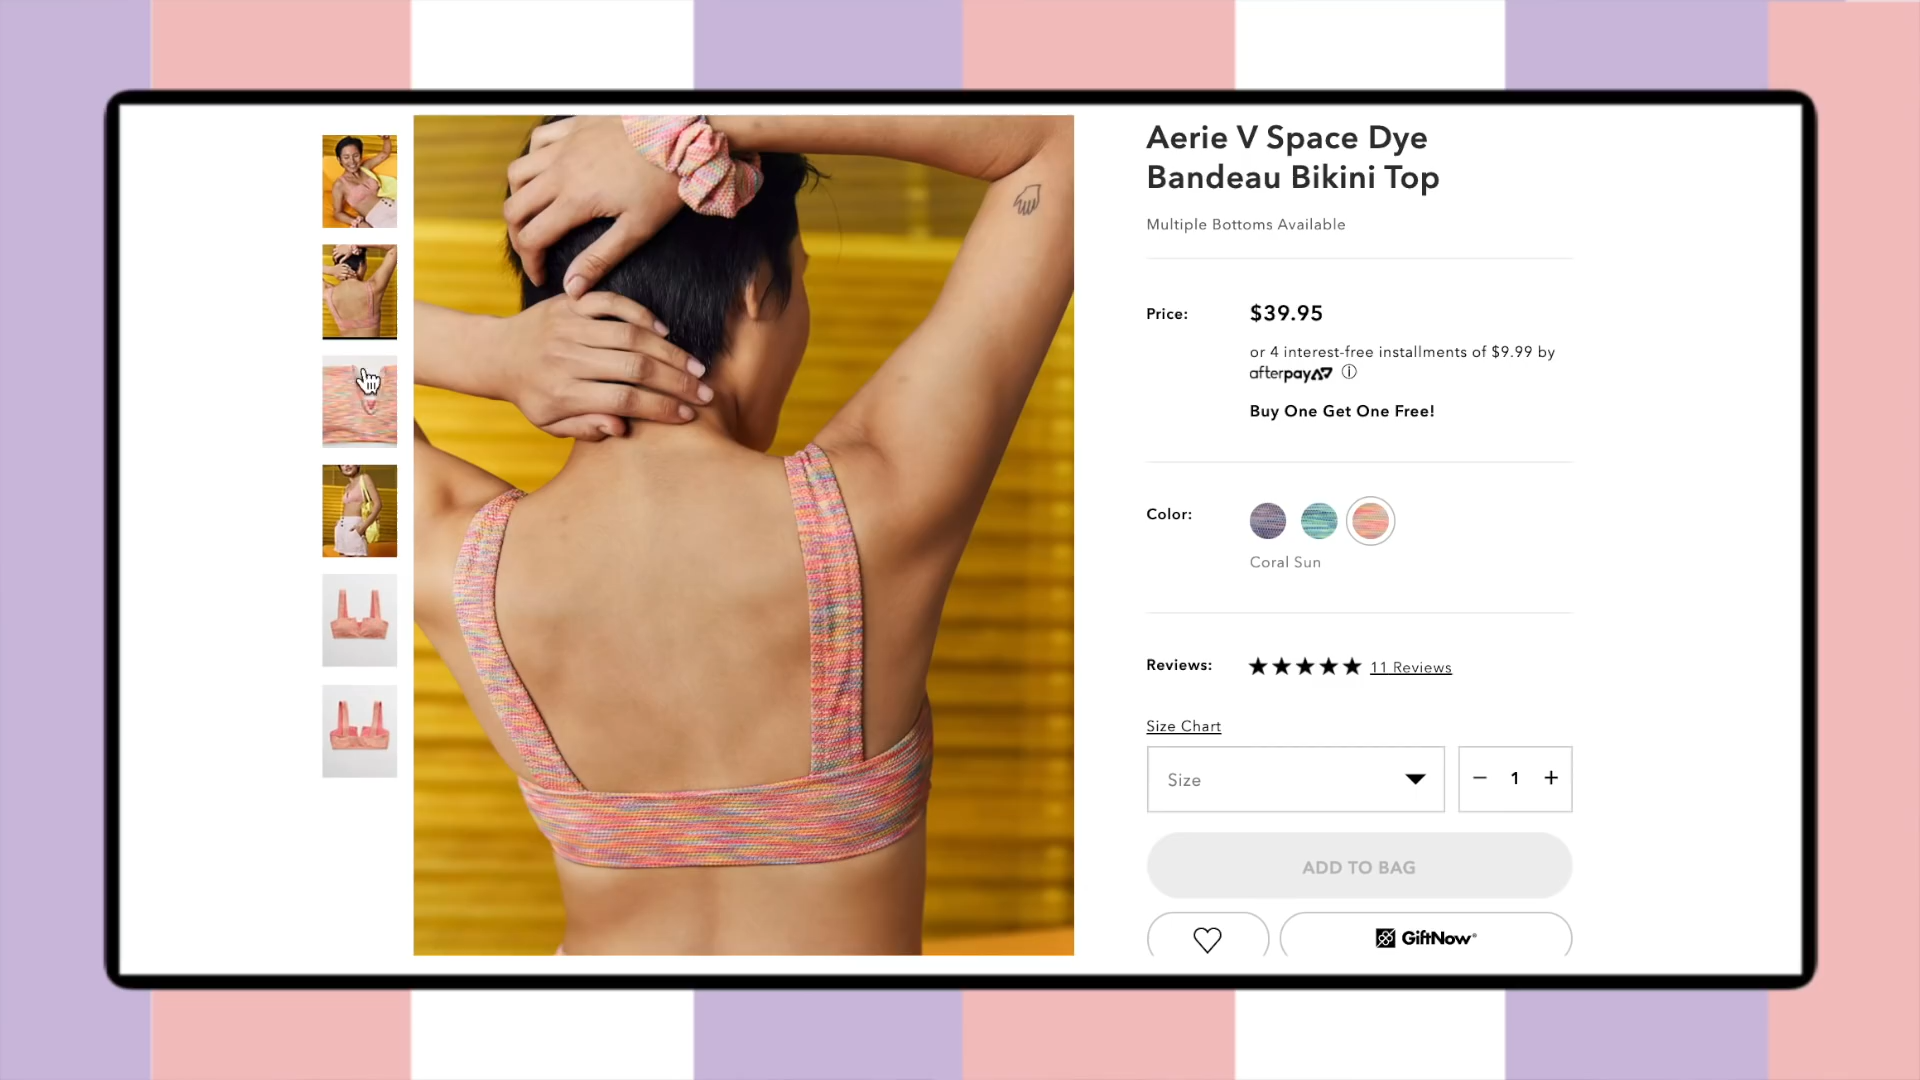 Aerie V Space Dye
Bandeau Bikini Top
Multiple Bottoms Available
Price:
$39.95
or 4 interest-free installments of $9.99 by
afterpay
Buy One Get One Free!
Color:
Coral Sun
Reviews:
11 Reviews
Size Chart
Size
1
ADD TO BAG
GiftNow®